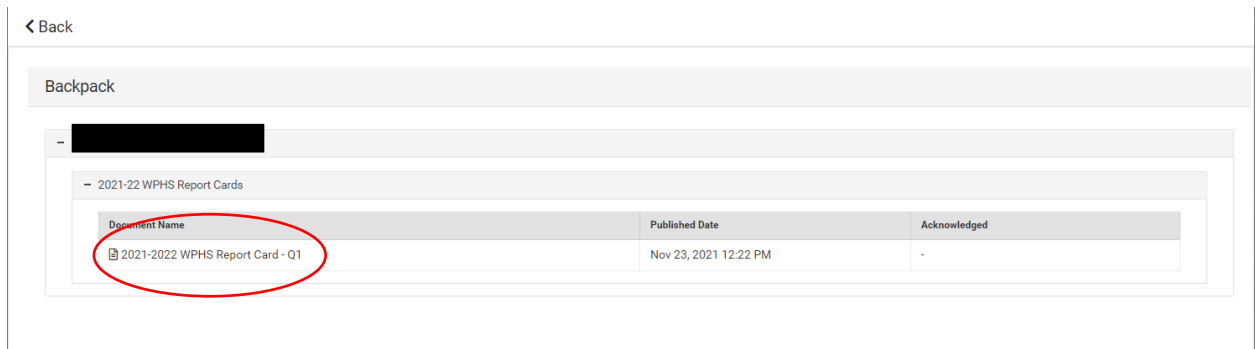 Back
Backpack
2021-22 WPHS Report Cards
Document Name Published Date Acknowledged
2021-2022 WPHS Report Card - Q1 Nov 23, 2021 12:22 PM -